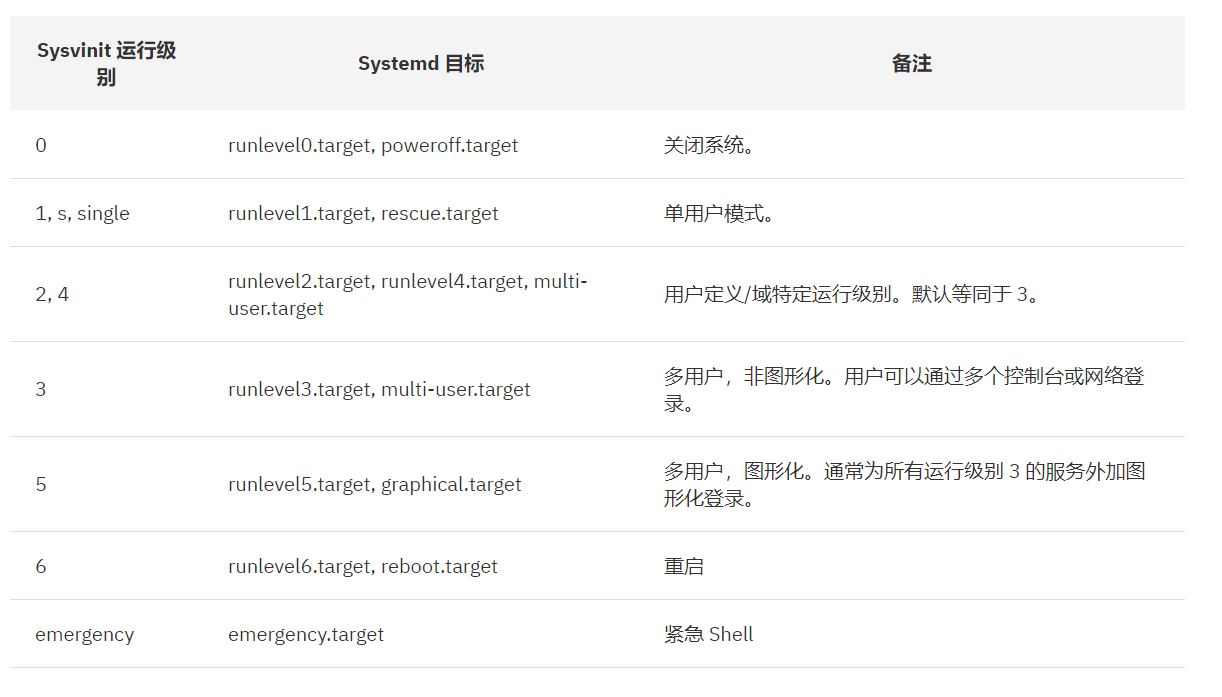 Sysvinit 运行级
别
Systemd 目标
备注
0
runlevel0.target, poweroff.target
关闭系统。
1, s, single
runlevel1.target, rescue.target
单用户模式。
2, 4
runlevel2.target, runlevel4.target, multi-
user.target
用户定义/域特定运行级别。默认等同于 3。
3
runlevel3.target, multi-user.target
多用户，非图形化。用户可以通过多个控制台或网络登
录。
5
runlevel5.target, graphical.target
多用户，图形化。通常为所有运行级别 3 的服务外加图
形化登录。
6
runlevel6.target, reboot.target
重启
emergency
emergency.target
紧急 Shell